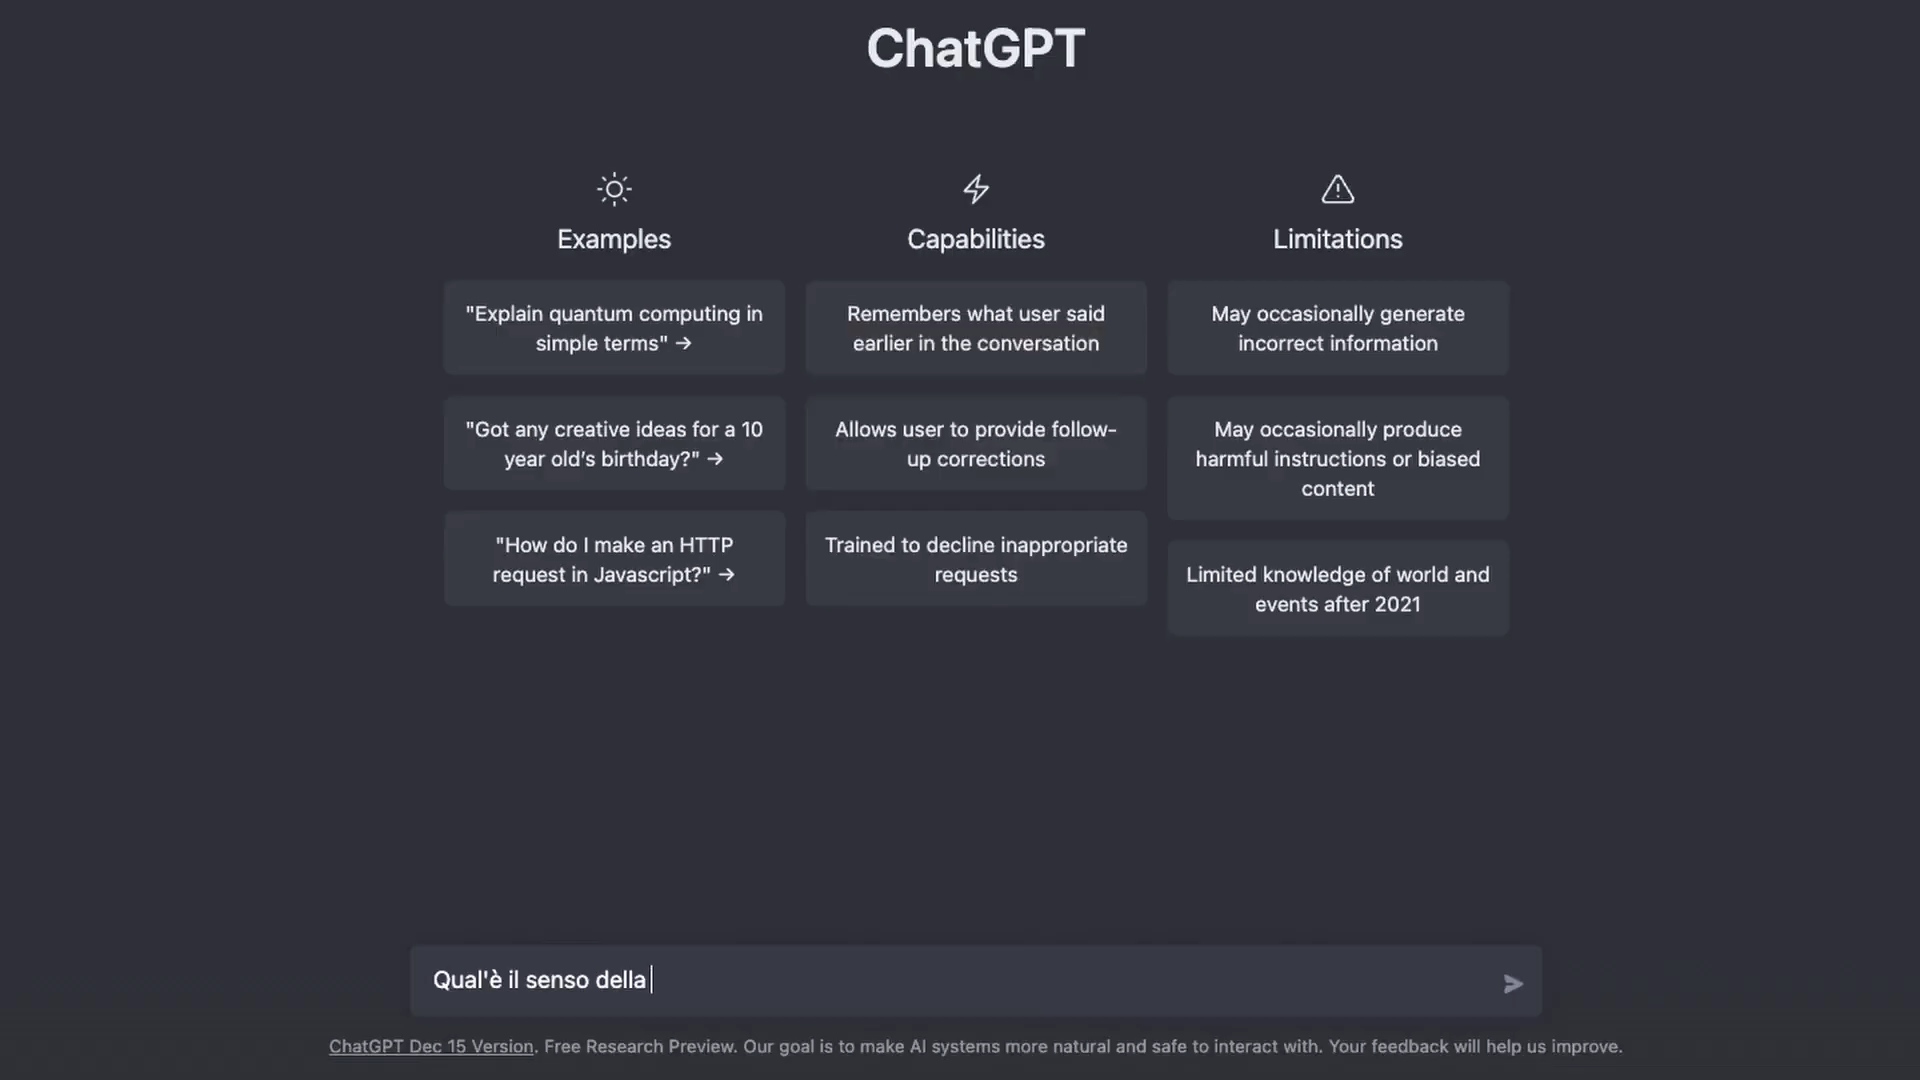 ChatGPT
Examples
"Explain quantum computing in
simple terms" →
"Got any creative ideas for a 10
year old's birthday?" →
"How do I make an HTTP
request in Javascript?" →
Capabilities
Remembers what user said
earlier in the conversation
Allows user to provide follow-
up corrections
Trained to decline inappropriate
requests
Limitations
May occasionally generate
incorrect information
May occasionally produce
harmful instructions or biased
content
Limited knowledge of world and
events after 2021
Qual'è il senso della
ChatGPT Dec 15 Version. Free Research Preview. Our goal is to make AI systems more natural and safe to interact with. Your feedback will help us improve.